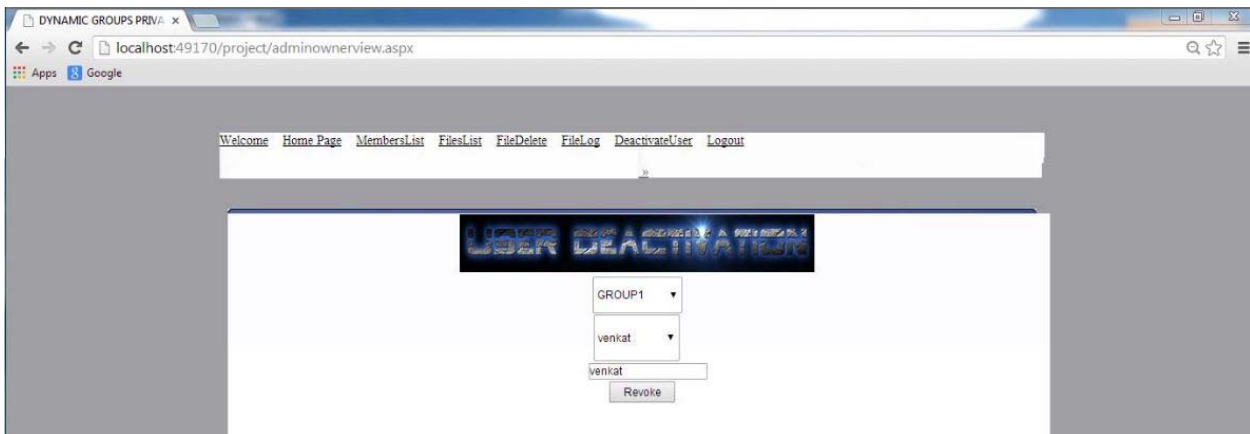 DYNAMIC GROUPS PRIVA
localhost:49170/project/adminownerview.aspx
Apps Google
Welcome Home Page MembersList FilesList FileDelete FileLog DeactivateUser Logout
»
USER DEACTIVATION
GROUP1
venkat
venkat
Revoke